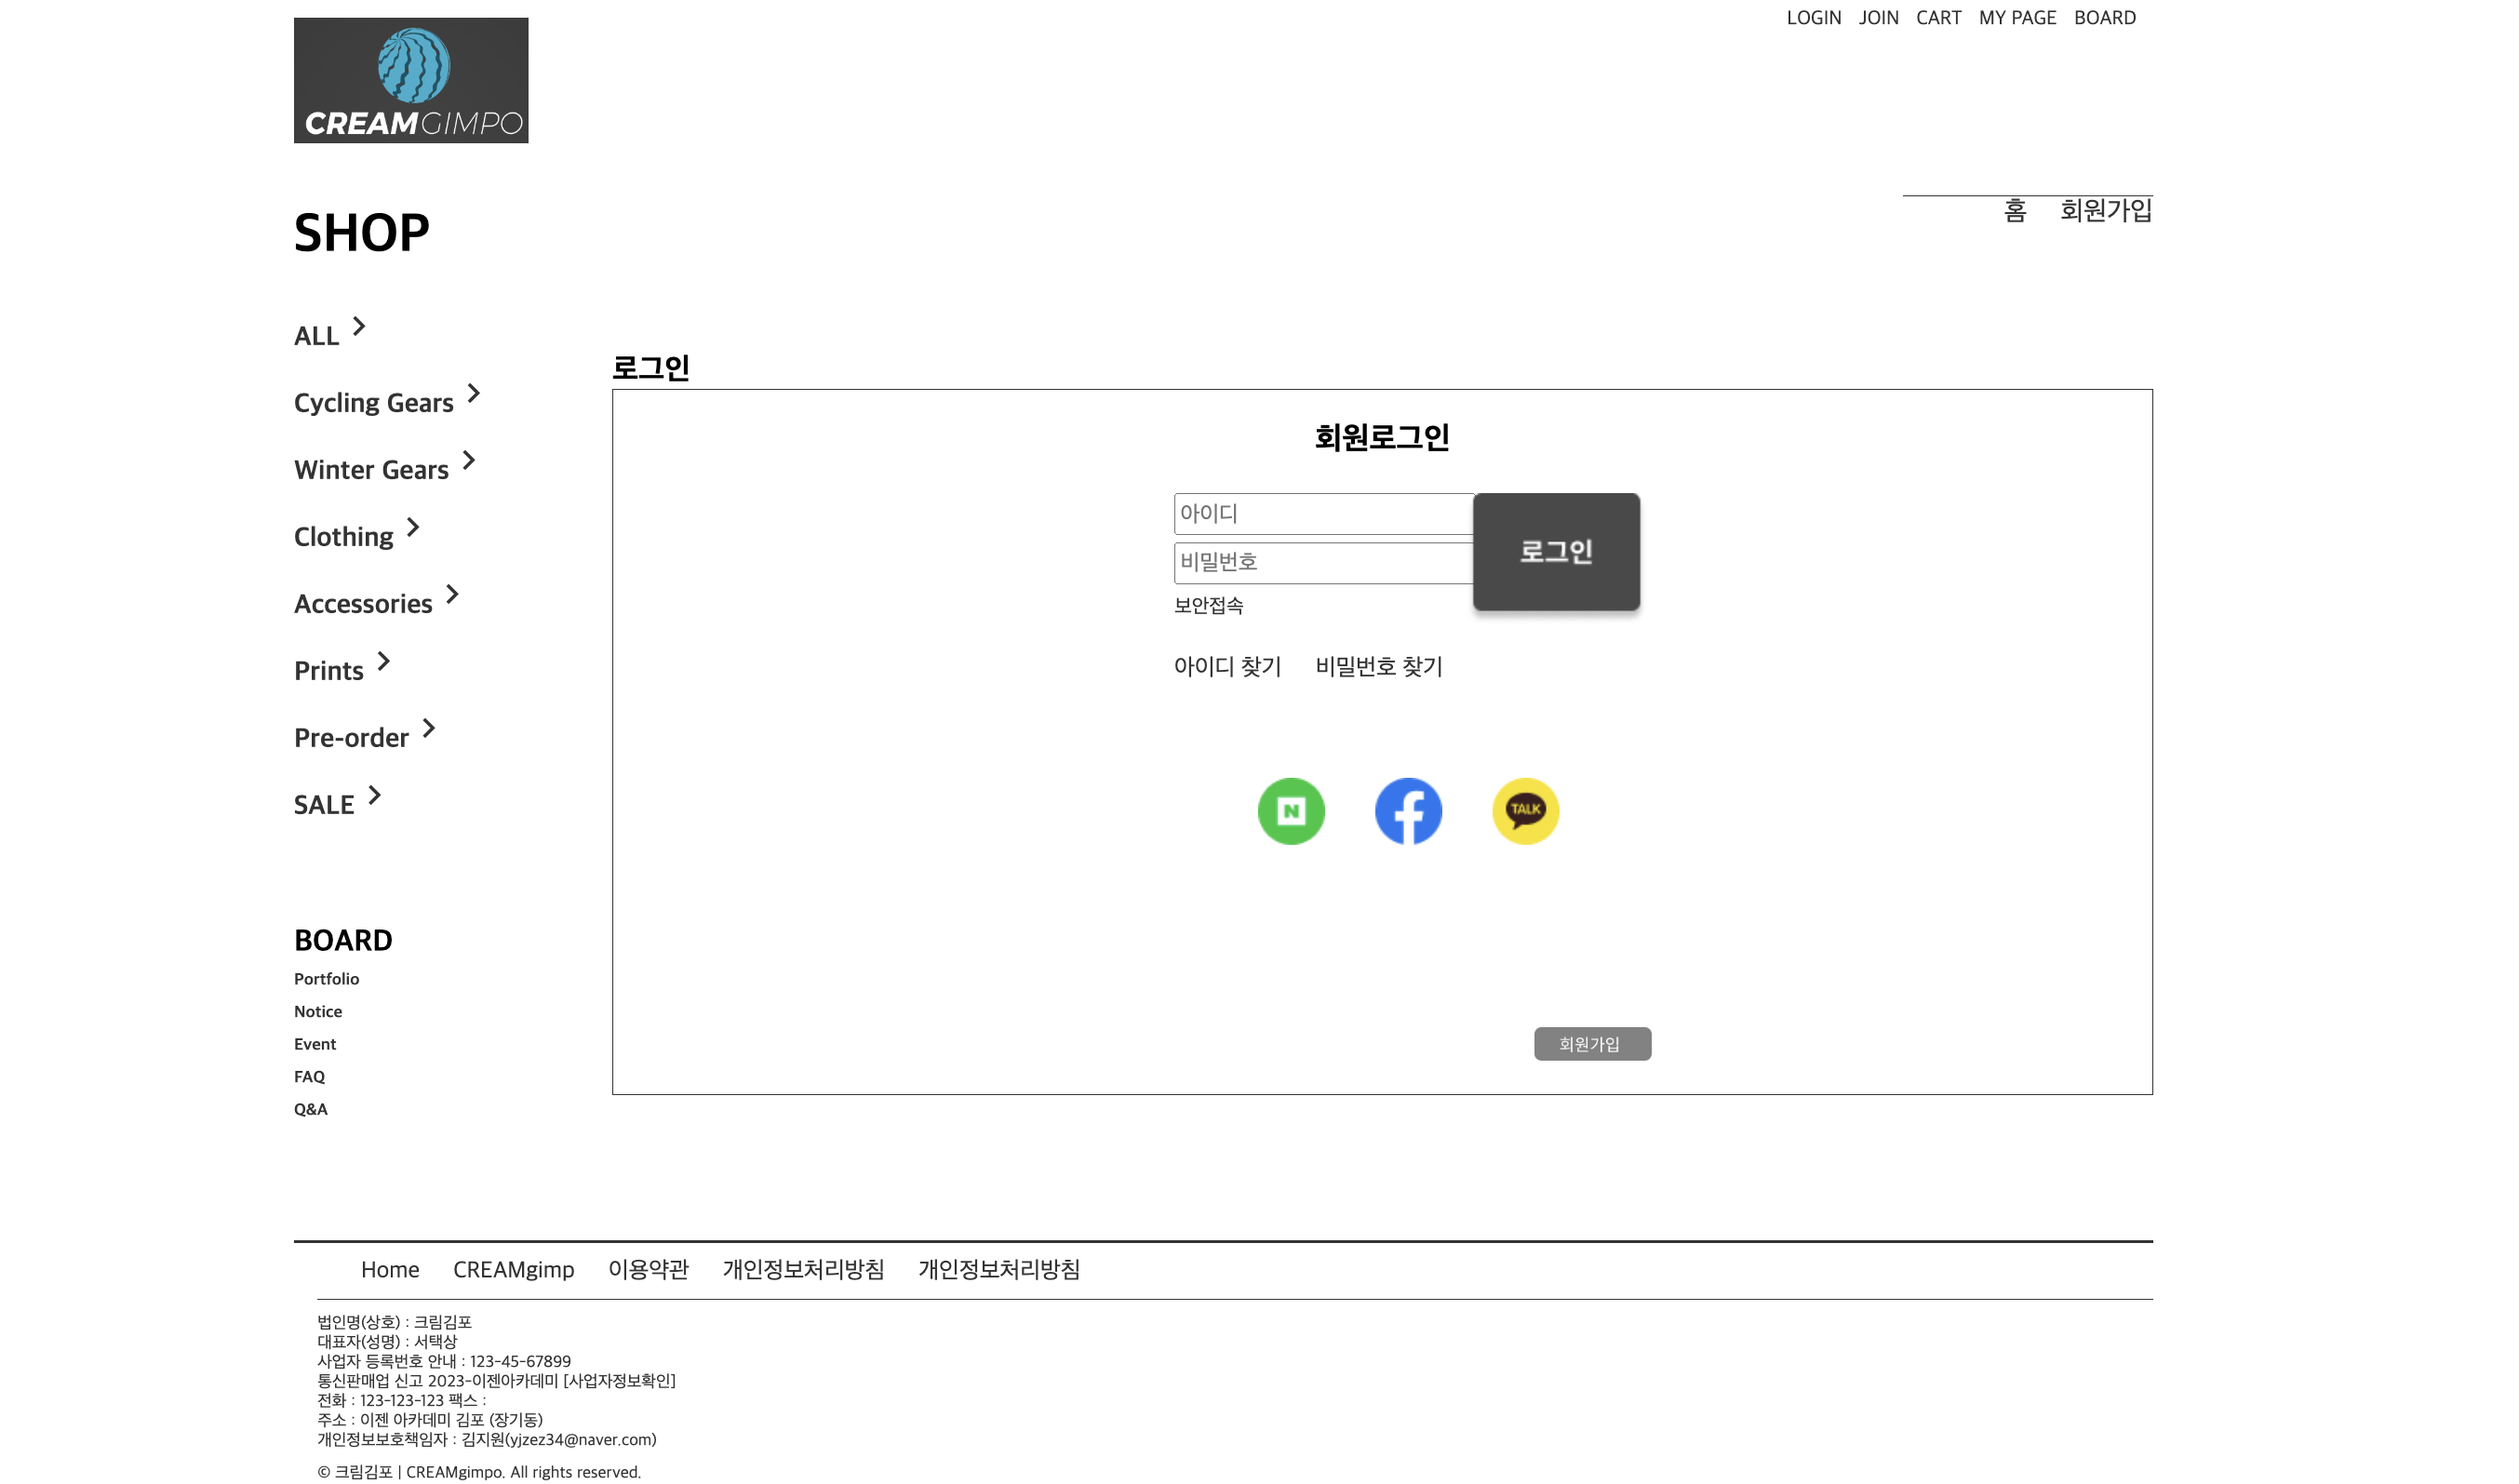 LOGIN JOIN CART MY PAGE BOARD
CREAMGIMPO
홈 회원가입
SHOP
ALL
Cycling Gears
Winter Gears
Clothing
Accessories
Prints
Pre-order
SALE
BOARD
Portfolio
Notice
Event
FAQ
Q&A
로그인
회원로그인
아이디
비밀번호
로그인
보안접속
아이디 찾기 비밀번호 찾기
N
TALK
회원가입
Home CREAMgimp 이용약관 개인정보처리방침 개인정보처리방침
법인명(상호) : 크림김포
대표자(성명) : 서택상
사업자 등록번호 안내 : 123-45-67899
통신판매업 신고 2023-이젠아카데미 [사업자정보확인]
전화 : 123-123-123 팩스 :
주소 : 이젠 아카데미 김포 (장기동)
개인정보보호책임자 : 김지원(yjzez34@naver.com)
© 크림김포 | CREAMgimpo. All rights reserved.